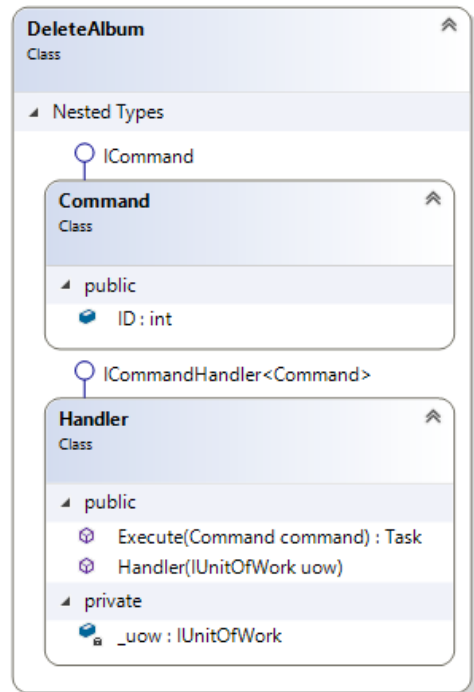 DeleteAlbum
Class
Nested Types
ICommand
Command
Class
public
ID : int
ICommandHandler<Command>
Handler
Class
public
Execute(Command command) : Task
Handler(IUnitOfWork uow)
private
_uow : IUnitOfWork